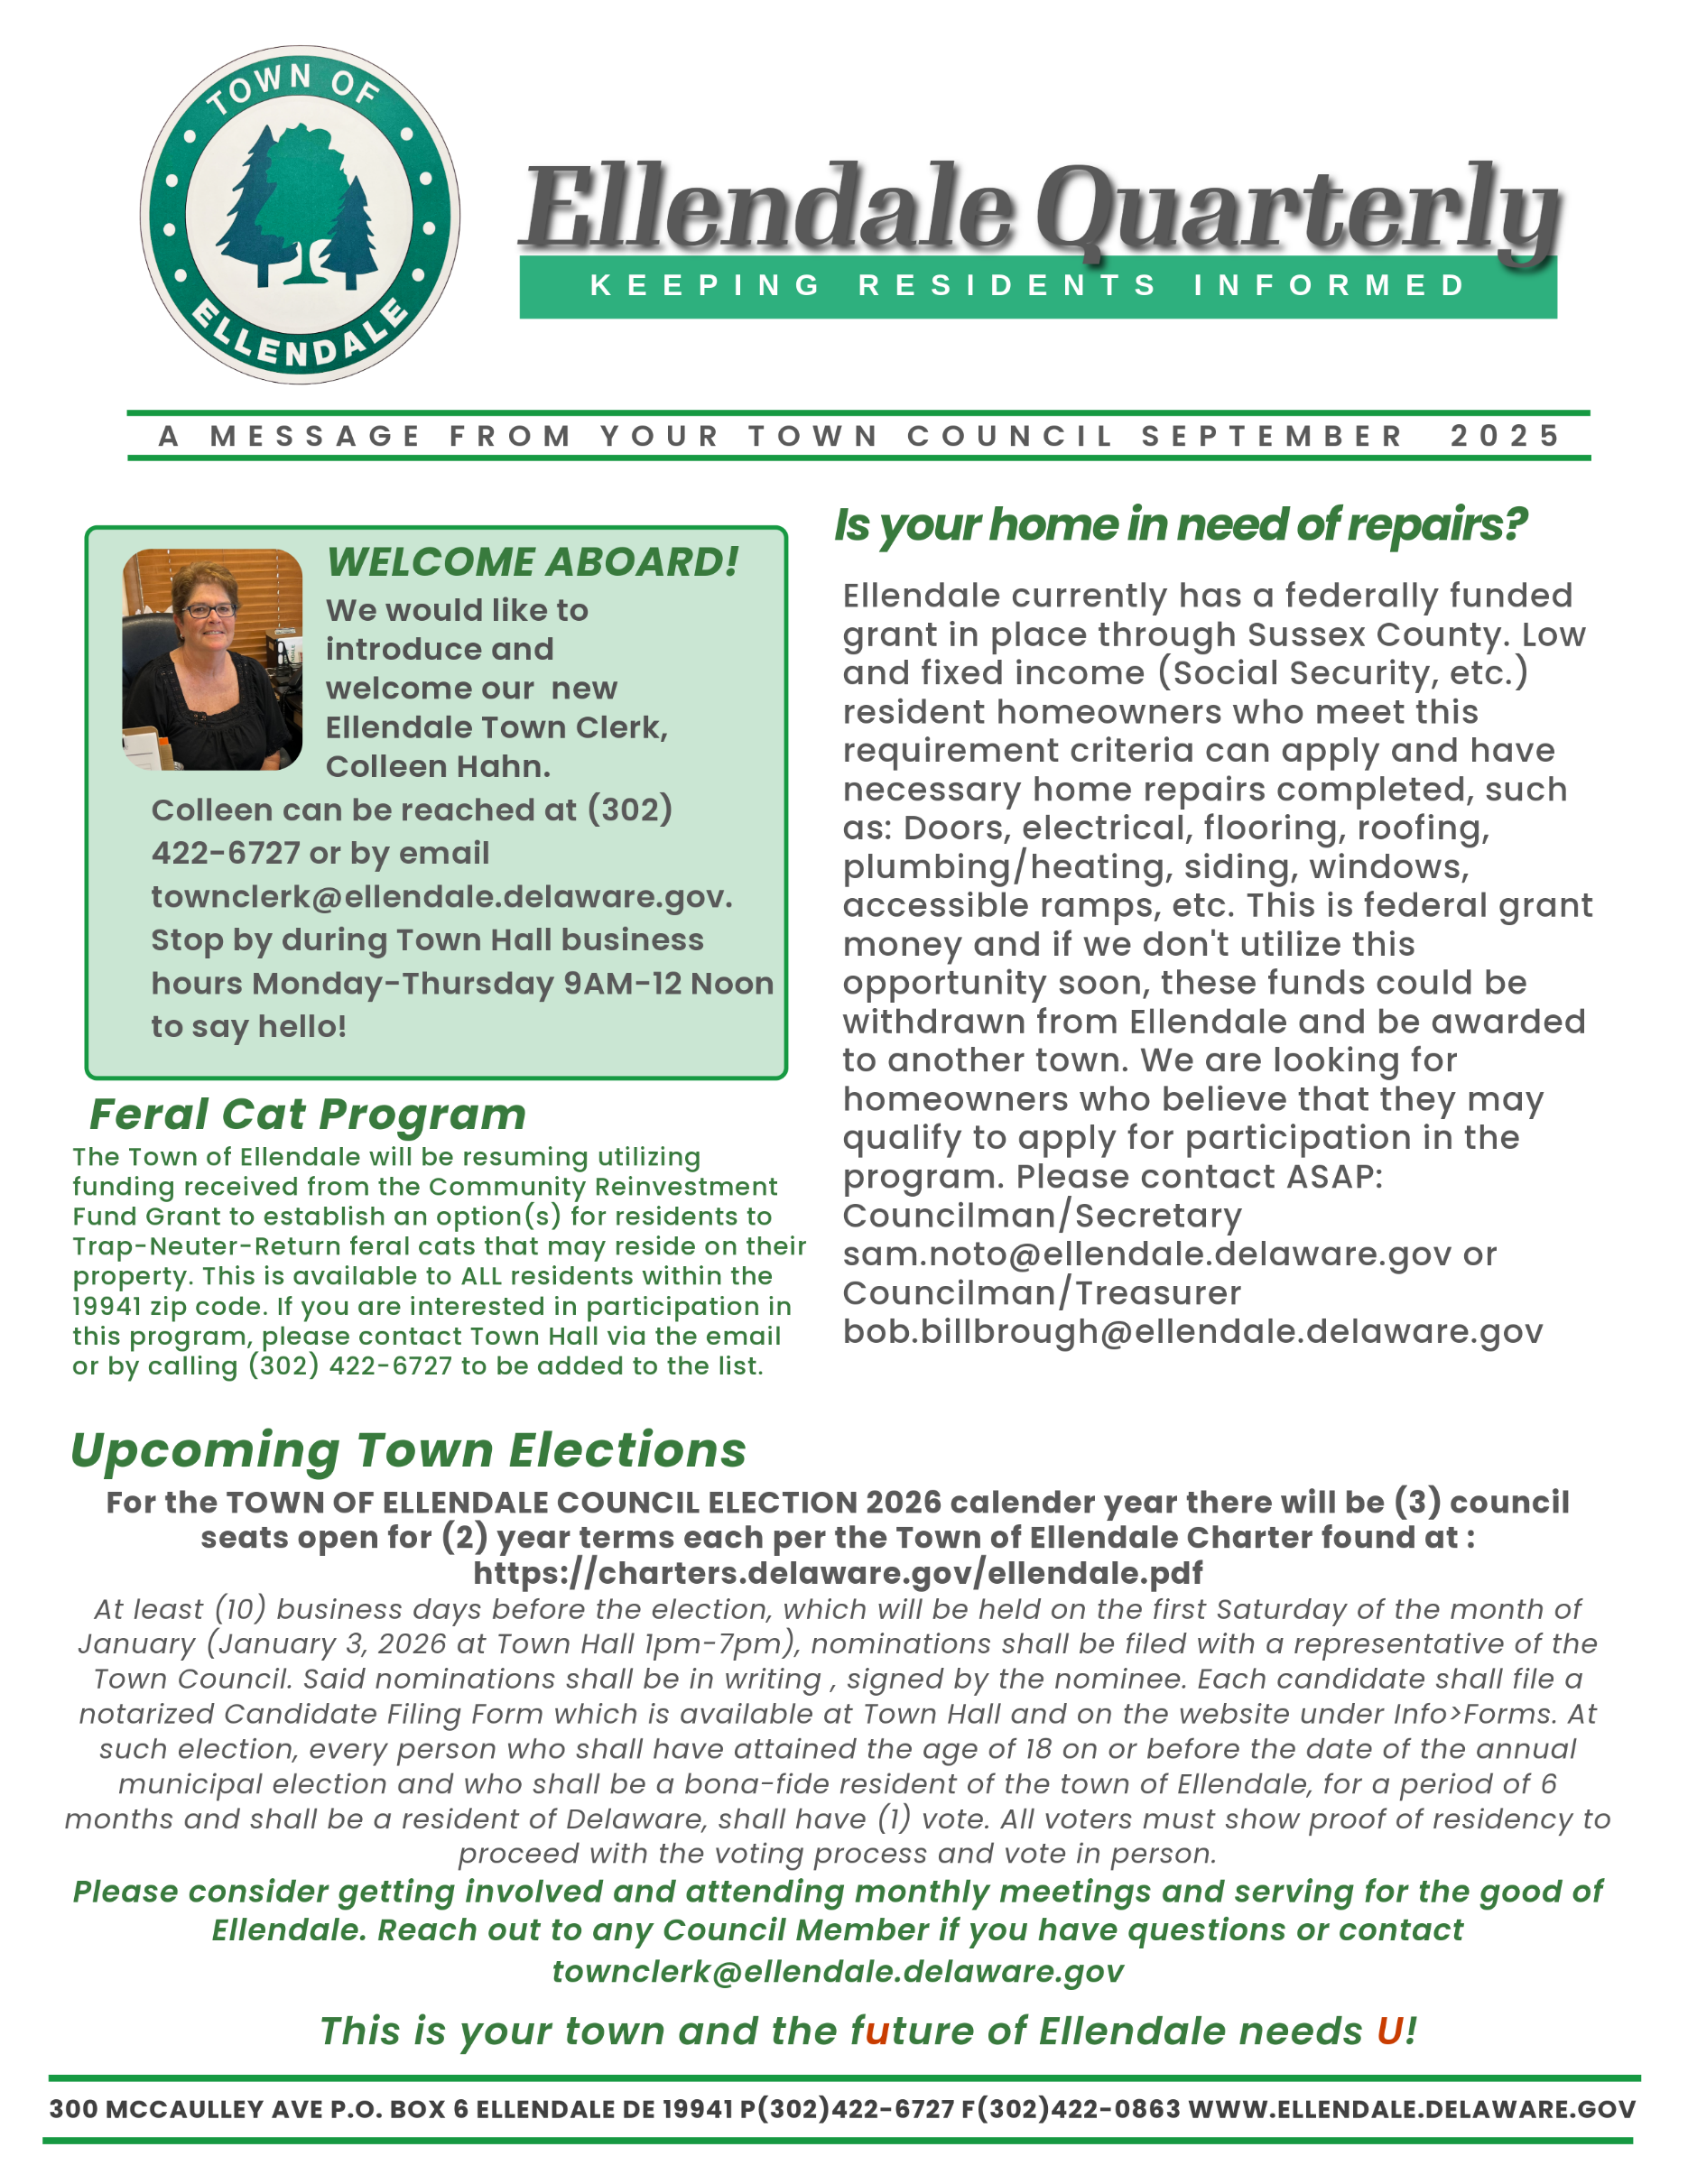 TOWN OF
ELLENDALE
Ellendale Quarterly
KEEPING RESIDENTS INFORMED
A MESSAGE FROM YOUR TOWN COUNCIL SEPTEMBER 2025
WELCOME ABOARD!
We would like to
introduce and
welcome our new
Ellendale Town Clerk,
Colleen Hahn.
Colleen can be reached at (302)
422-6727 or by email
townclerk@ellendale.delaware.gov.
Stop by during Town Hall business
hours Monday-Thursday 9AM-12 Noon
to say hello!
Feral Cat Program
The Town of Ellendale will be resuming utilizing
funding received from the Community Reinvestment
Fund Grant to establish an option(s) for residents to
Trap-Neuter-Return feral cats that may reside on their
property. This is available to ALL residents within the
19941 zip code. If you are interested in participation in
this program, please contact Town Hall via the email
or by calling (302) 422-6727 to be added to the list.
Is your home in need of repairs?
Ellendale currently has a federally funded
grant in place through Sussex County. Low
and fixed income (Social Security, etc.)
resident homeowners who meet this
requirement criteria can apply and have
necessary home repairs completed, such
as: Doors, electrical, flooring, roofing,
plumbing/heating, siding, windows,
accessible ramps, etc. This is federal grant
money and if we don't utilize this
opportunity soon, these funds could be
withdrawn from Ellendale and be awarded
to another town. We are looking for
homeowners who believe that they may
qualify to apply for participation in the
program. Please contact ASAP:
Councilman/Secretary
sam.noto@ellendale.delaware.gov or
Councilman/Treasurer
bob.billbrough@ellendale.delaware.gov
Upcoming Town Elections
For the TOWN OF ELLENDALE COUNCIL ELECTION 2026 calender year there will be (3) council
seats open for (2) year terms each per the Town of Ellendale Charter found at :
https://charters.delaware.gov/ellendale.pdf
At least (10) business days before the election, which will be held on the first Saturday of the month of
January (January 3, 2026 at Town Hall 1pm-7pm), nominations shall be filed with a representative of the
Town Council. Said nominations shall be in writing , signed by the nominee. Each candidate shall file a
notarized Candidate Filing Form which is available at Town Hall and on the website under Info>Forms. At
such election, every person who shall have attained the age of 18 on or before the date of the annual
municipal election and who shall be a bona-fide resident of the town of Ellendale, for a period of 6
months and shall be a resident of Delaware, shall have (1) vote. All voters must show proof of residency to
proceed with the voting process and vote in person.
Please consider getting involved and attending monthly meetings and serving for the good of
Ellendale. Reach out to any Council Member if you have questions or contact
townclerk@ellendale.delaware.gov
This is your town and the future of Ellendale needs U!
300 MCCAULLEY AVE P.O. BOX 6 ELLENDALE DE 19941 P(302)422-6727 F(302)422-0863 WWW.ELLENDALE.DELAWARE.GOV